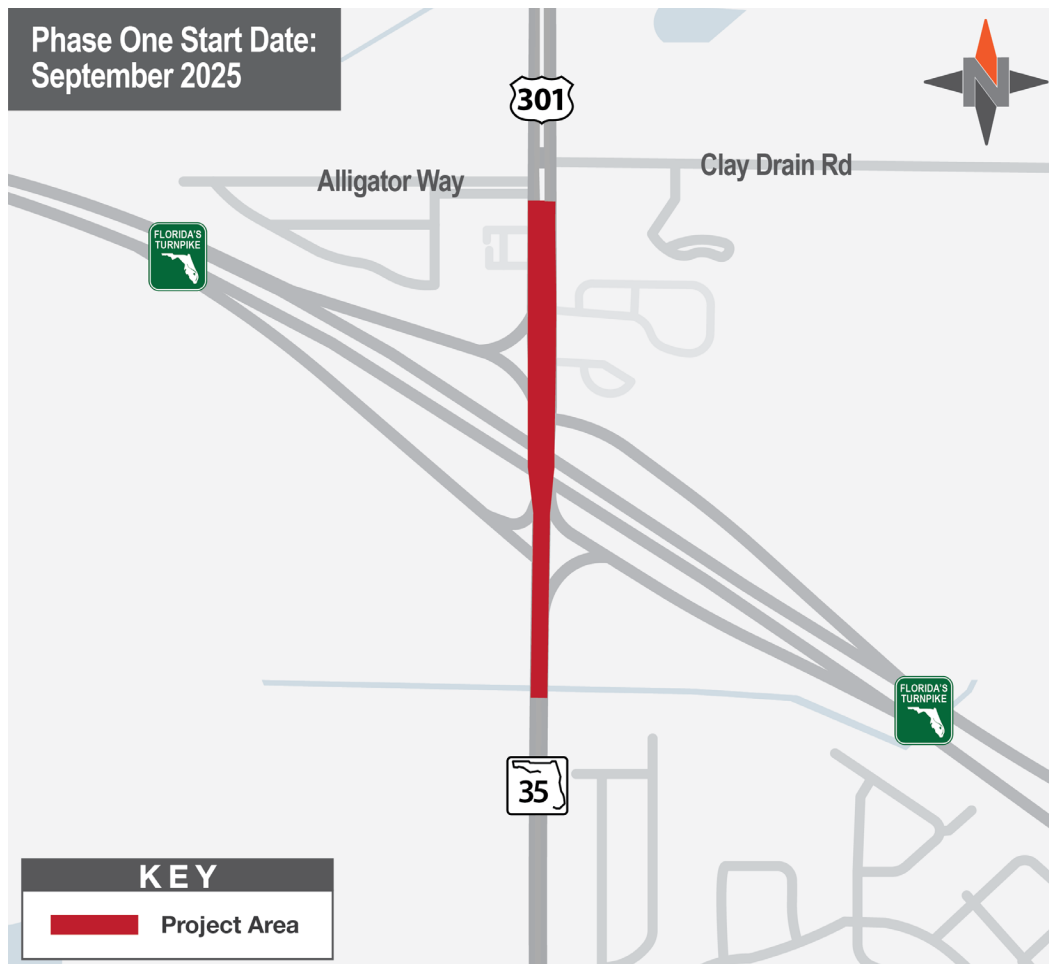 Phase One Start Date:
September 2025
301
N
Alligator Way
Clay Drain Rd
FLORIDA'S
TURNPIKE
FLORIDA'S
TURNPIKE
35
KEY
Project Area